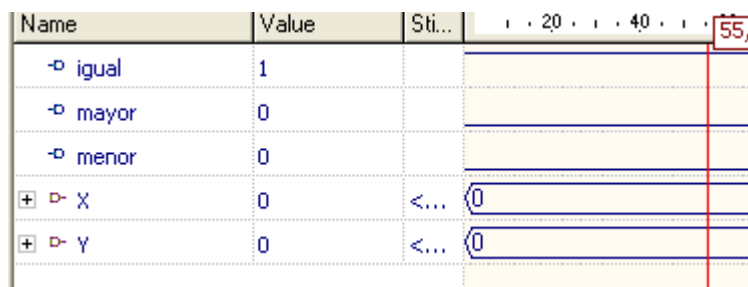 Name Value Sti... 20 40 55,
igual 1
mayor 0
menor 0
X 0 <... 0
Y 0 <... 0